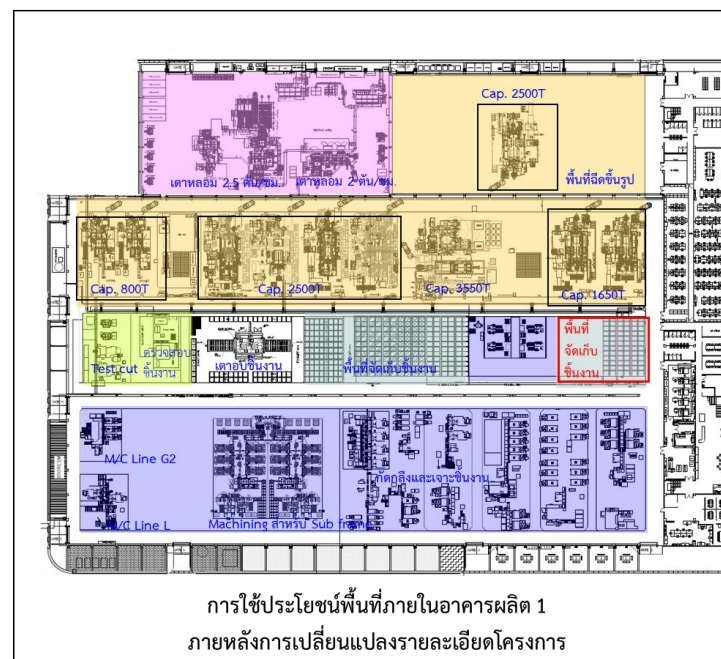 Cap. 2500T
เตาหลอม 2.5 ตัน/ชม.
เตาหลอม 2 ตัน/ชม.
พื้นที่ฉีดขึ้นรูป
Cap. 800T
Cap. 2500T
Cap. 3550T
Cap. 1650T
Test cut
ตรวจสอบ
ชิ้นงาน
เตาอบชิ้นงาน
พื้นที่จัดเก็บชิ้นงาน
พื้นที่
จัดเก็บ
ชิ้นงาน
M/C Line G2
M/C Line L
Machining สำหรับ Sub frame
กัดกลึงและเจาะชิ้นงาน
การใช้ประโยชน์พื้นที่ภายในอาคารผลิต 1
ภายหลังการเปลี่ยนแปลงรายละเอียดโครงการ